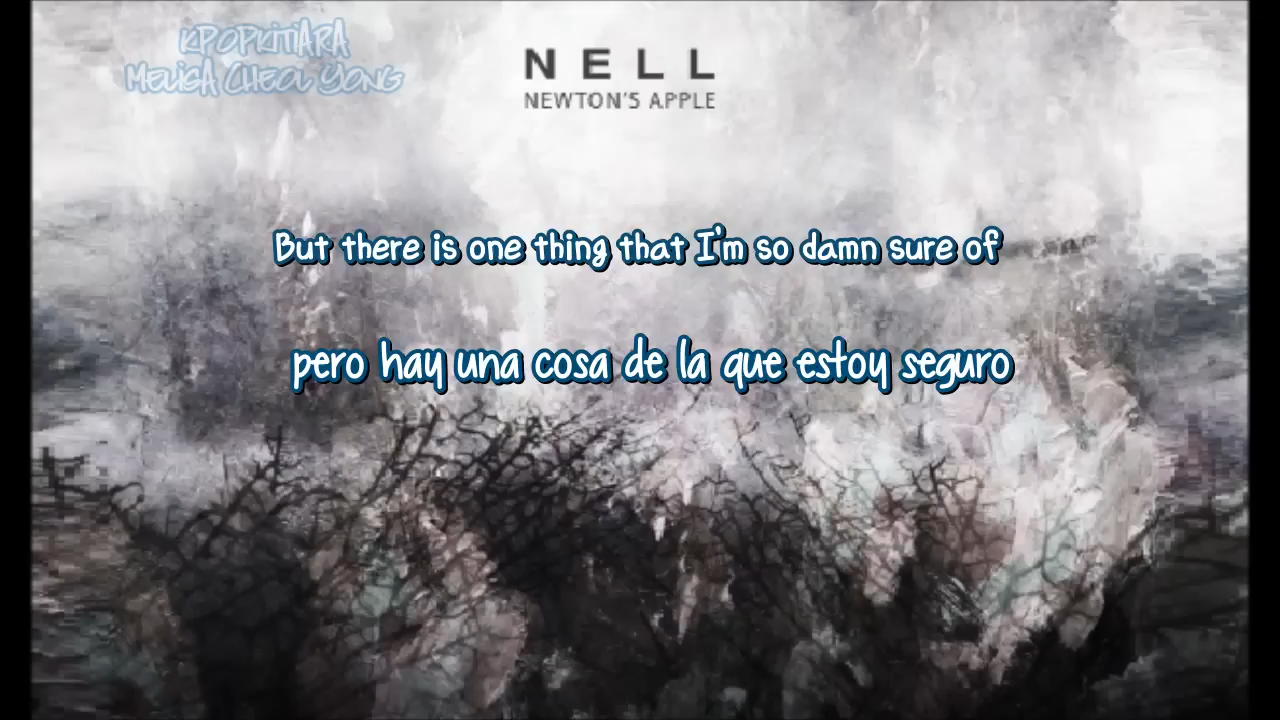 KPOPKITIARA
MELISA CHEOL YONG
NELL
NEWTON'S APPLE
But there is one thing that I'm so damn sure of
pero hay una cosa de la que estoy seguro